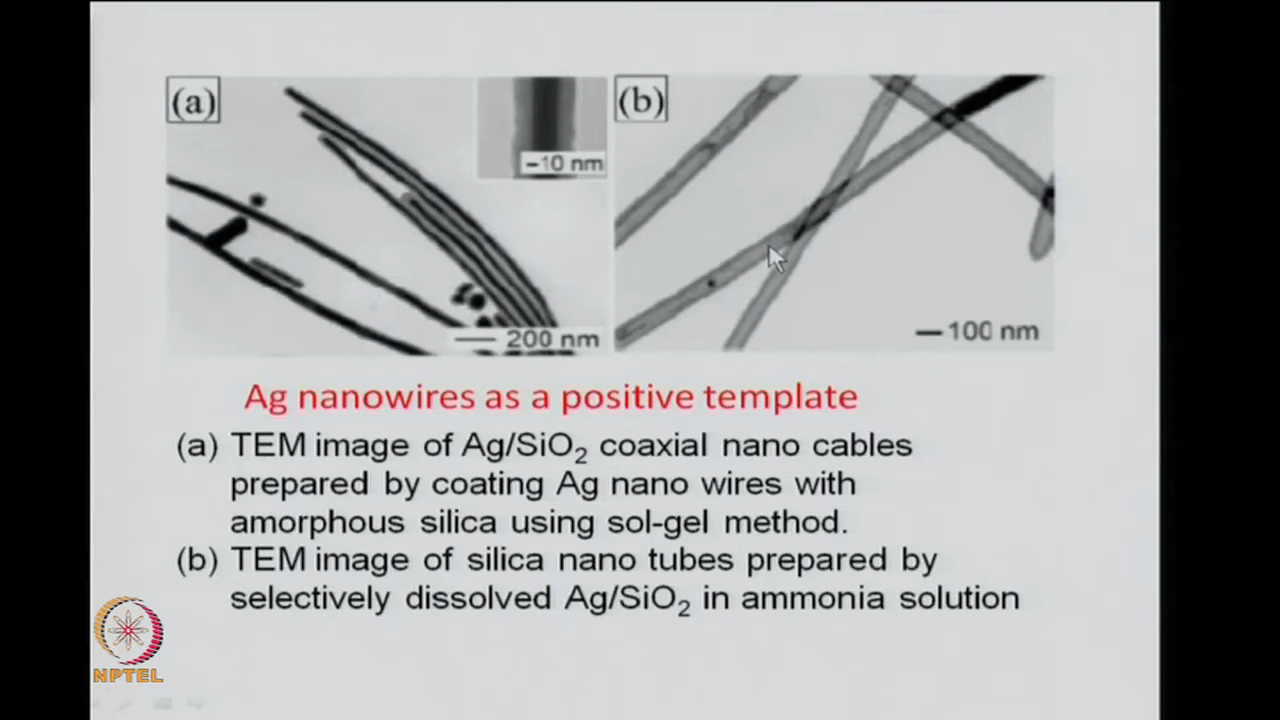 (a)
(b)
-10 nm
200 nm
100 nm
Ag nanowires as a positive template
(a) TEM image of Ag/SiO₂ coaxial nano cables
prepared by coating Ag nano wires with
amorphous silica using sol-gel method.
(b) TEM image of silica nano tubes prepared by
selectively dissolved Ag/SiO₂ in ammonia solution
NPTEL